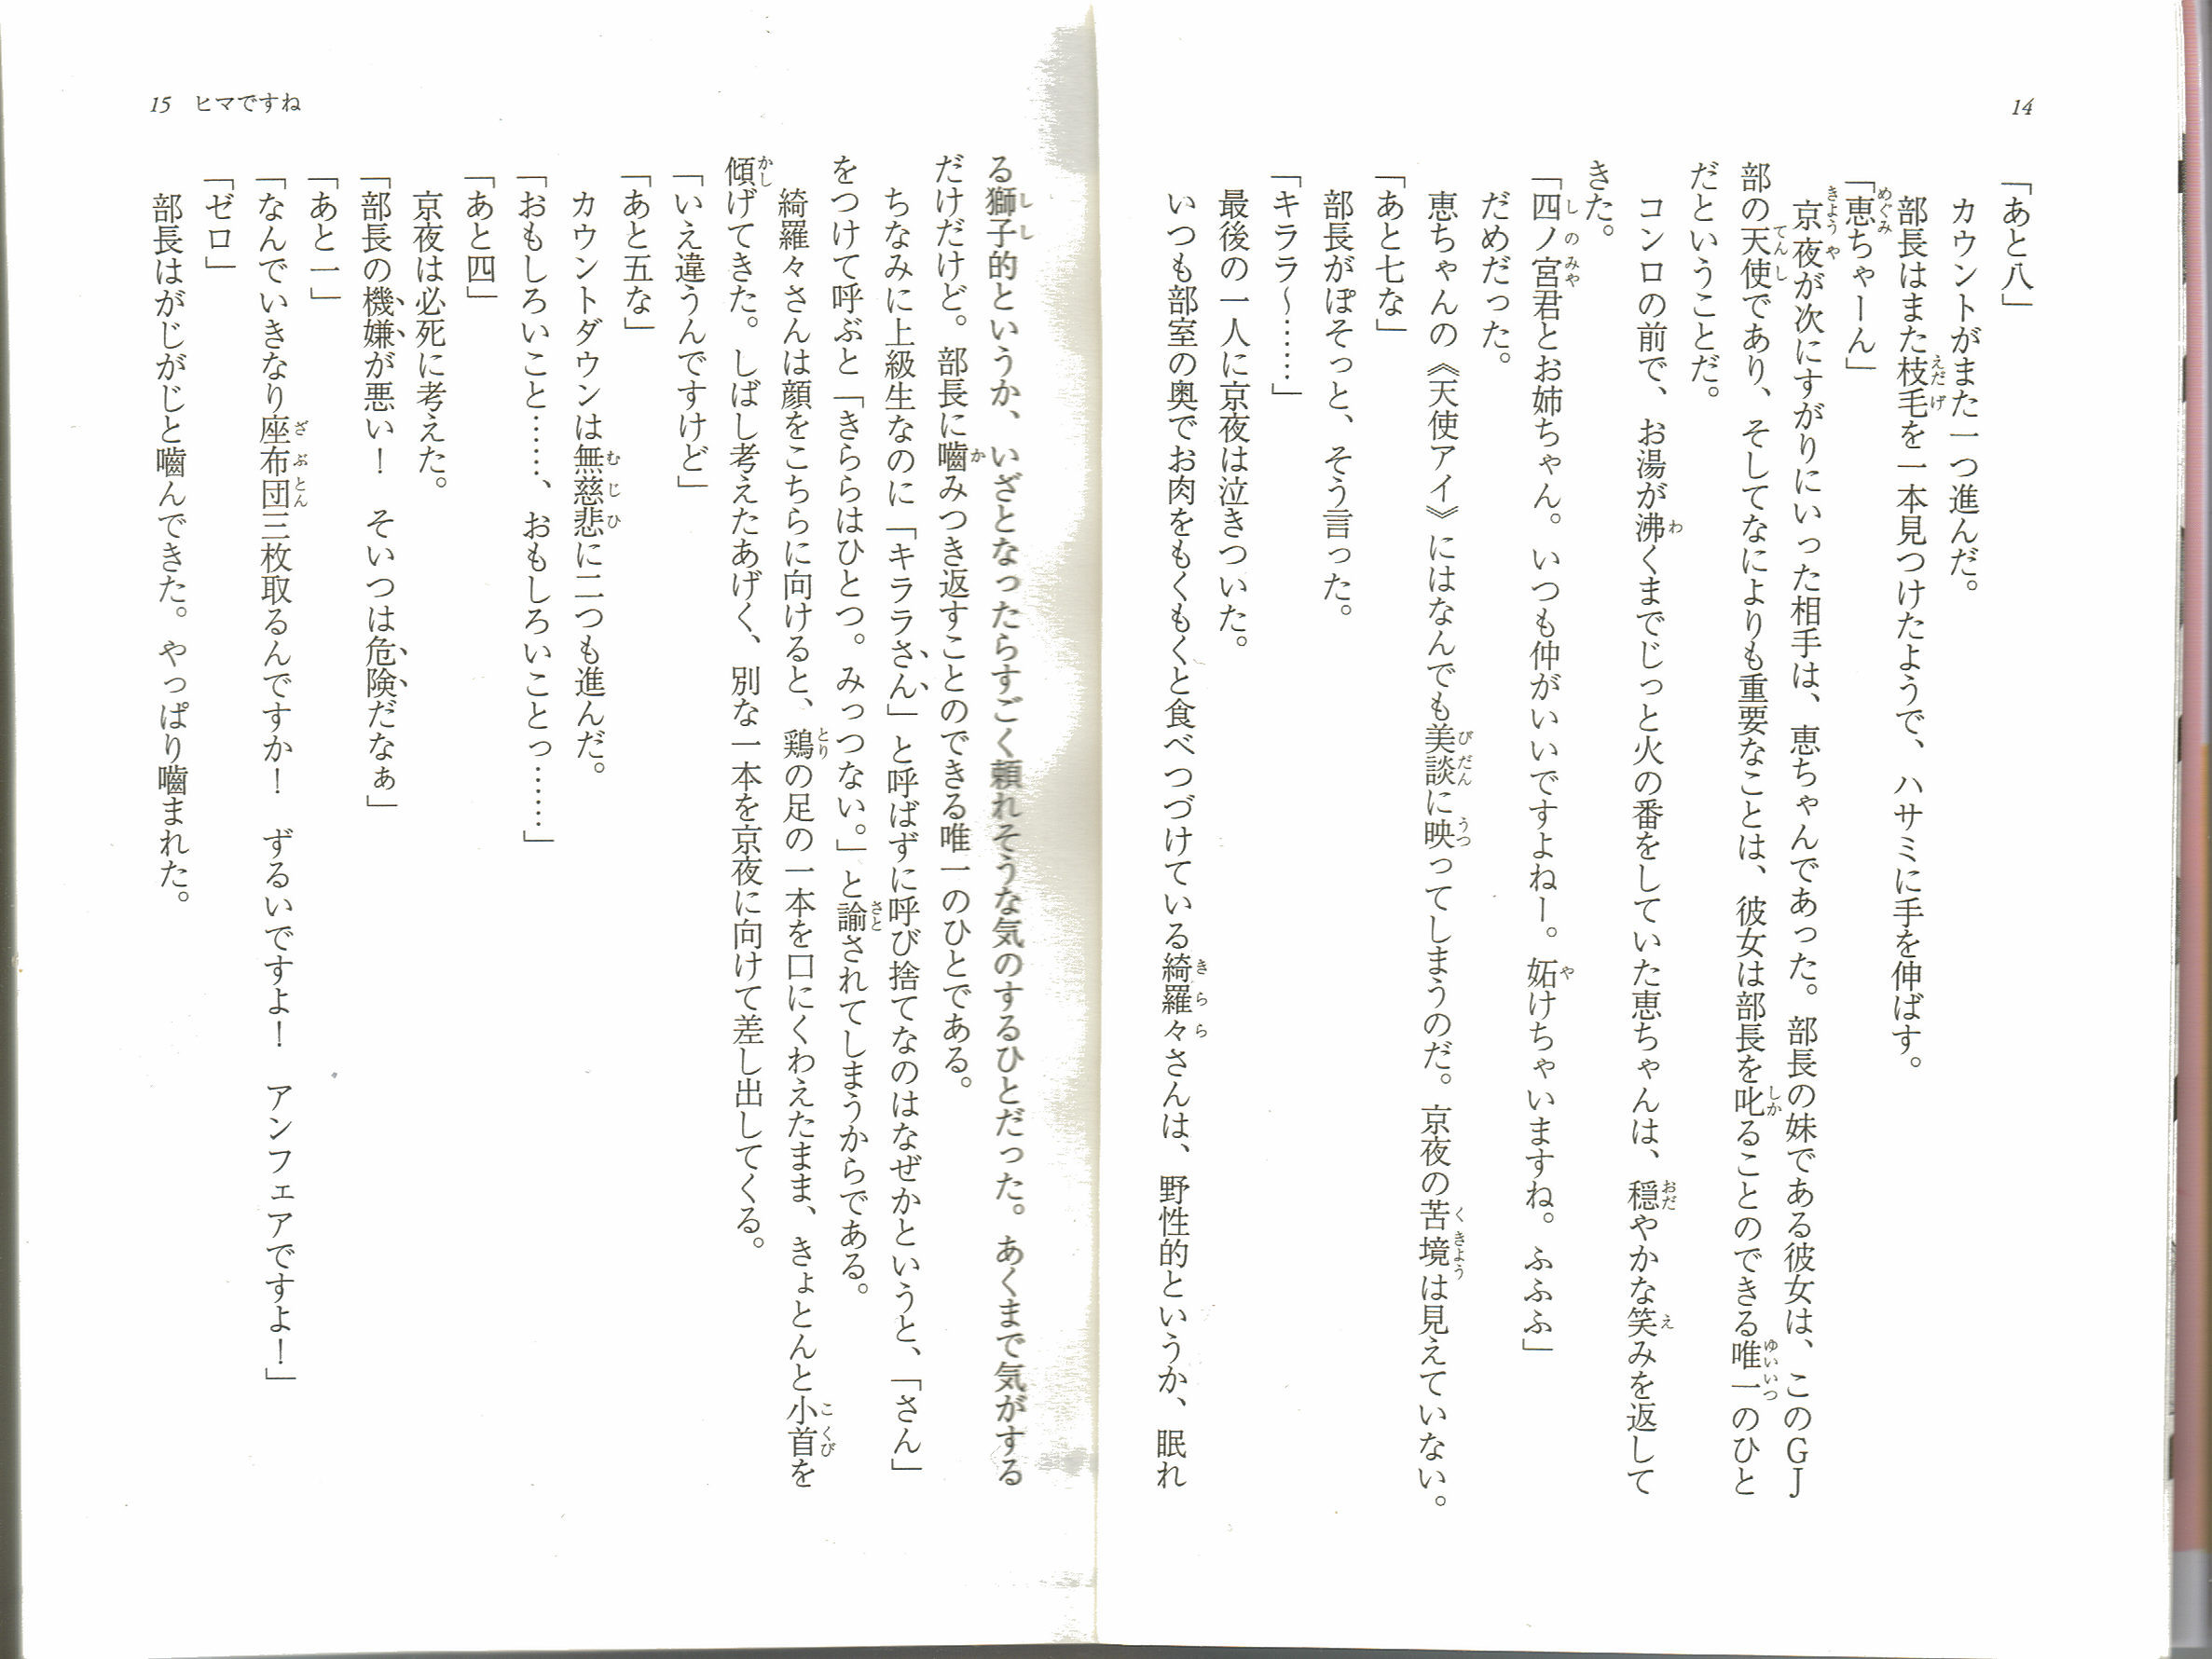 14
「あと八」
カウントがまた一つ進んだ。
部長はまた枝毛を一本見つけたようで、ハサミに手を伸ばす。
「恵ちゃーん」
京夜が次にすがりにいった相手は、恵ちゃんであった。部長の妹である彼女は、このGJ
部の天使であり、そしてなによりも重要なことは、彼女は部長を叱ることのできる唯一のひと
だということだ。
コンロの前で、お湯が沸くまでじっと火の番をしていた恵ちゃんは、穏やかな笑みを返して
きた。
「四ノ宮君とお姉ちゃん。いつも仲がいいですよねー。妬けちゃいますね。ふふふ」
だめだった。
恵ちゃんの《天使アイ》にはなんでも美談に映ってしまうのだ。京夜の苦境は見えていない。
「あと七な」
部長がぽそっと、そう言った。
「キララ～……」
最後の一人に京夜は泣きついた。
いつも部室の奥でお肉をもくもくと食べつづけている綺羅々さんは、野性的というか、眠れ
15 ヒマですね
る獅子的というか、いざとなったらすごく頼れそうな気のするひとだった。あくまで気がする
だけだけど。部長に嚙みつき返すことのできる唯一のひとである。
ちなみに上級生なのに「キララさん」と呼ばずに呼び捨てなのはなぜかというと、「さん」
をつけて呼ぶと「きららはひとつ。みっつない。」と諭されてしまうからである。
綺羅々さんは顔をこちらに向けると、鶏の足の一本を口にくわえたまま、きょとんと小首を
傾げてきた。しばし考えたあげく、別な一本を京夜に向けて差し出してくる。
「いえ違うんですけど」
「あと五な」
カウントダウンは無慈悲に二つも進んだ。
「おもしろいこと……、おもしろいことっ……」
「あと四」
京夜は必死に考えた。
「部長の機嫌が悪い！　そいつは危険だなぁ」
「あと一」
「なんでいきなり座布団三枚取るんですか！　ずるいですよ！　アンフェアですよ！」
「ゼロ」
部長はがじがじと嚙んできた。やっぱり嚙まれた。